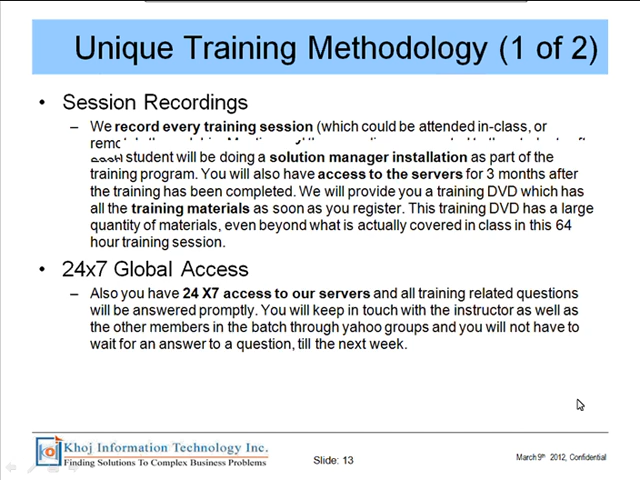 Unique Training Methodology (1 of 2)
• Session Recordings
– We record every training session (which could be attended in-class, or
student will be doing a solution manager installation as part of the
training program. You will also have access to the servers for 3 months after
the training has been completed. We will provide you a training DVD which has
all the training materials as soon as you register. This training DVD has a large
quantity of materials, even beyond what is actually covered in class in this 64
hour training session.
• 24x7 Global Access
– Also you have 24 X7 access to our servers and all training related questions
will be answered promptly. You will keep in touch with the instructor as well as
the other members in the batch through yahoo groups and you will not have to
wait for an answer to a question, till the next week.
Khoj Information Technology Inc.
Finding Solutions To Complex Business Problems
Slide: 13
March 9th 2012, Confidential